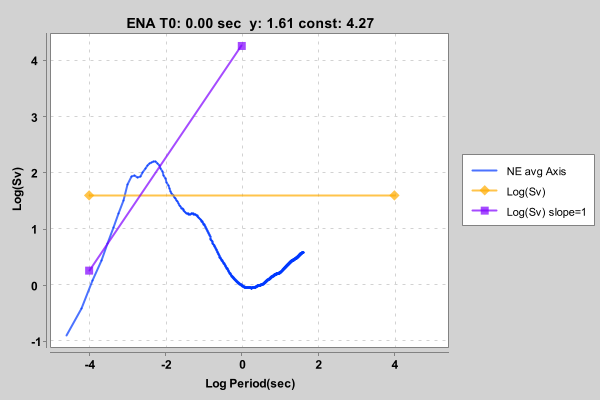 ENA T0: 0.00 sec  y: 1.61 const: 4.27
4
3
2
1
0
-1
Log(Sv)
-4
-2
0
2
4
Log Period(sec)
NE avg Axis
Log(Sv)
Log(Sv) slope=1